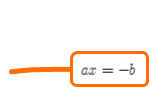 ax = −b